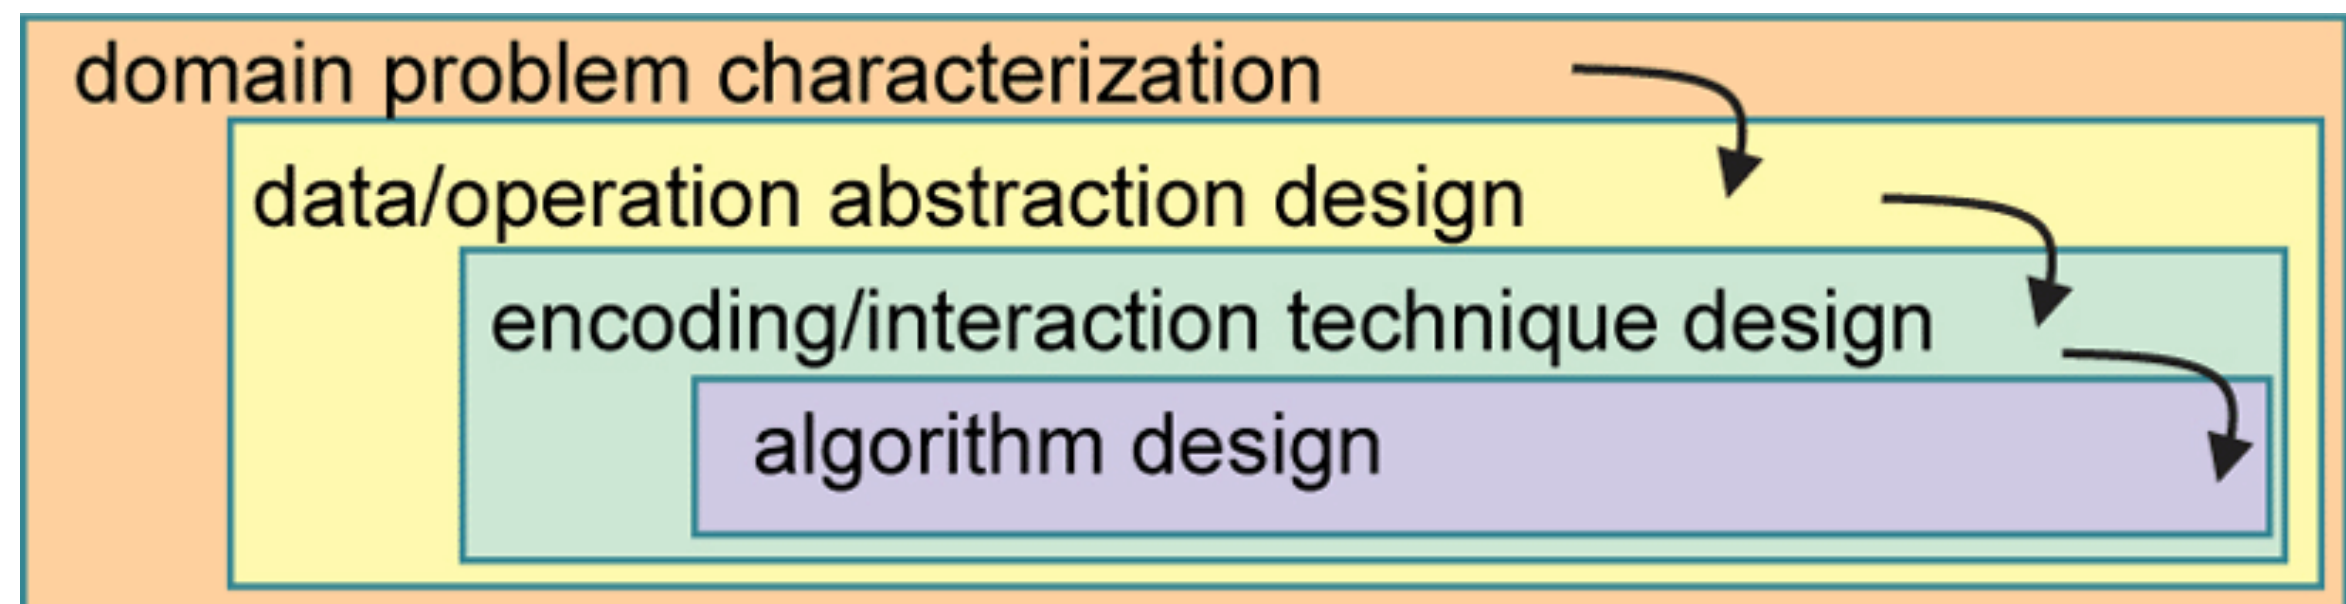 domain problem characterization
data/operation abstraction design
encoding/interaction technique design
algorithm design